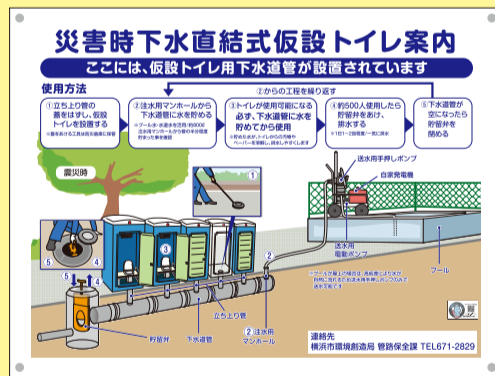 災害時下水直結式仮設トイレ案内
ここには、仮設トイレ用下水道管が設置されています
使用方法
②からの工程を繰り返す
①立ち上り管の
蓋をはずし、仮設
トイレを設置する
②注水用マンホールから
下水道管に水を貯める
③トイレが使用可能になる
必ず、下水道管に水を
貯めてから使用
④約500人使用したら
貯留弁をあけ、
排水する
⑤下水道管が
空になったら
貯留弁を
閉める
震災時
送水用手押しポンプ
自家発電機
①
③
②
送水用
電動ポンプ
プール
⑤
④
⑤
④
立ち上り管
貯留弁
下水道管
②注水用
マンホール
連絡先
横浜市環境創造局 管路保全課 TEL671-2829